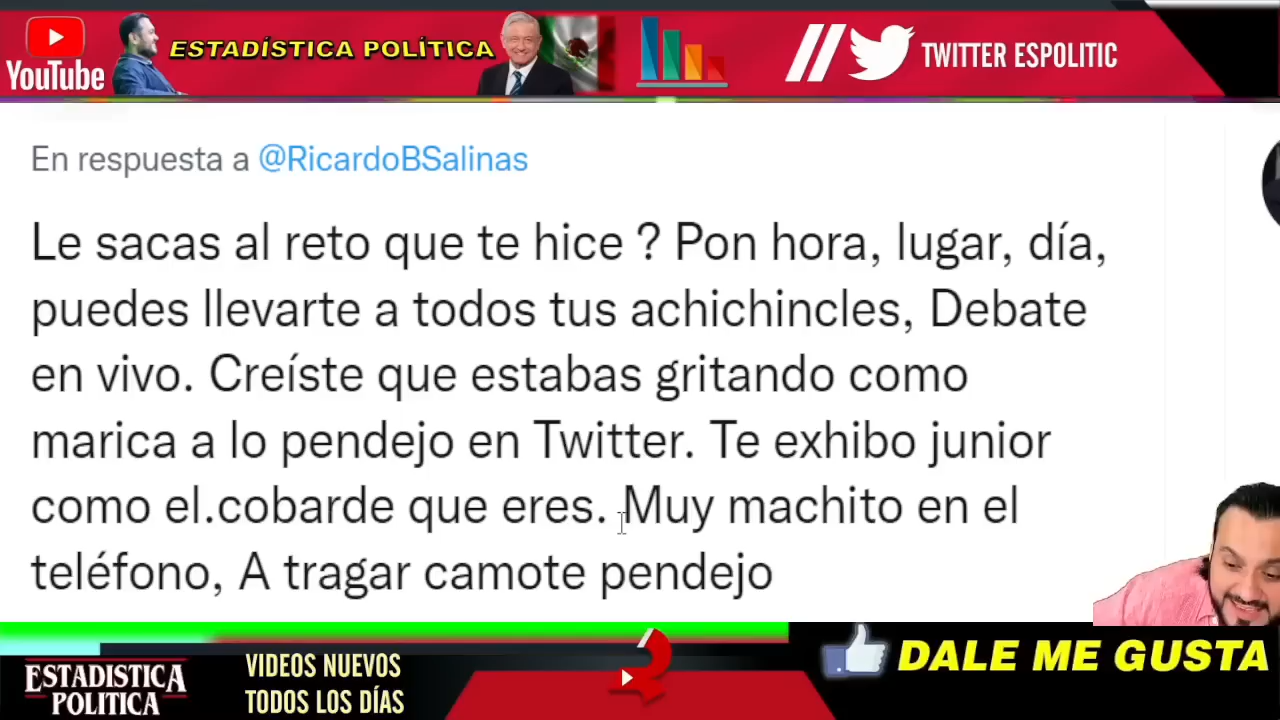 YouTube
ESTADÍSTICA POLÍTICA
TWITTER ESPOLITIC
En respuesta a @RicardoBSalinas
Le sacas al reto que te hice ? Pon hora, lugar, día,
puedes llevarte a todos tus achichincles, Debate
en vivo. Creíste que estabas gritando como
marica a lo pendejo en Twitter. Te exhibo junior
como el.cobarde que eres. Muy machito en el
teléfono, A tragar camote pendejo
ESTADISTICA
POLITICA
VIDEOS NUEVOS
TODOS LOS DÍAS
DALE ME GUSTA